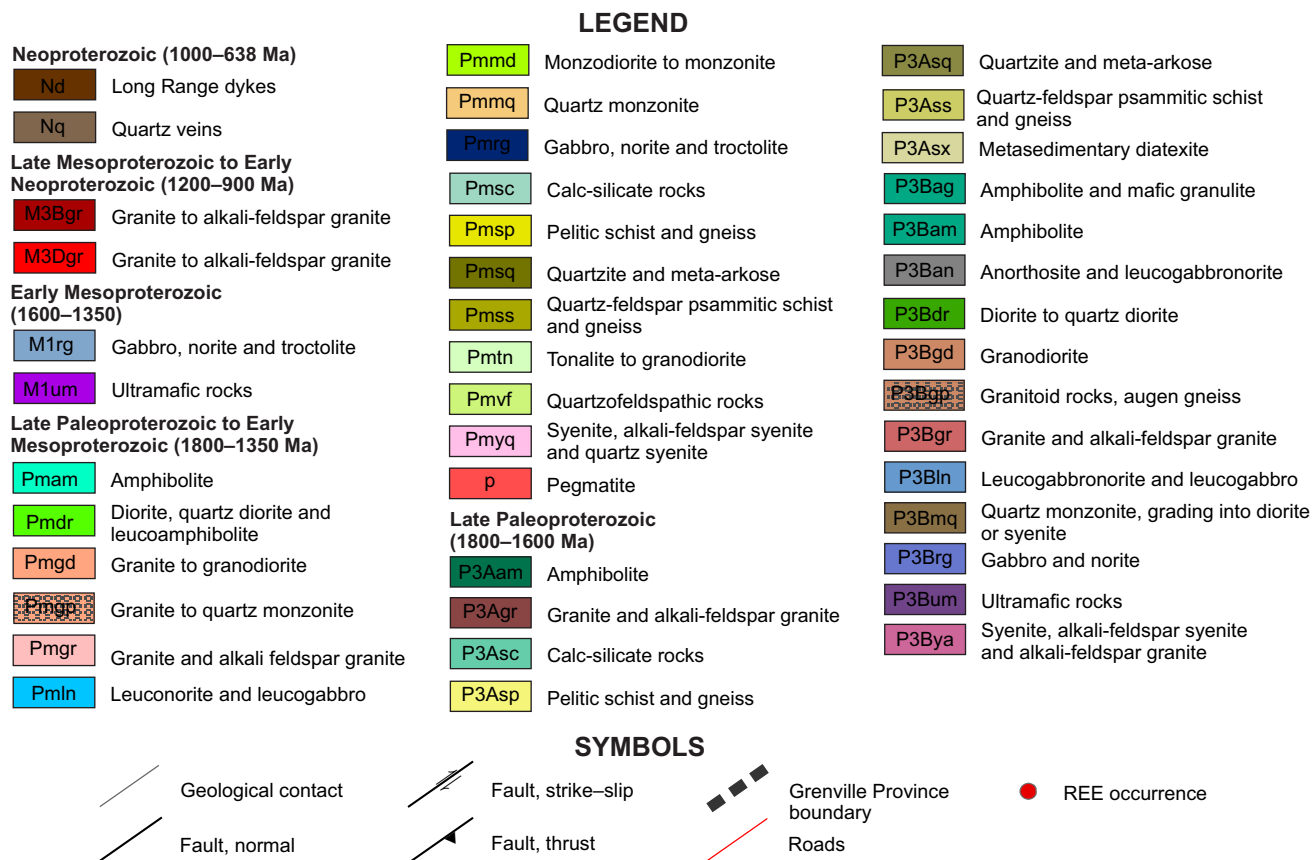 LEGEND
Neoproterozoic (1000–638 Ma)
Nd Long Range dykes
Nq Quartz veins
Late Mesoproterozoic to Early
Neoproterozoic (1200–900 Ma)
M3Bgr Granite to alkali-feldspar granite
M3Dgr Granite to alkali-feldspar granite
Early Mesoproterozoic
(1600–1350)
M1rg Gabbro, norite and troctolite
M1um Ultramafic rocks
Late Paleoproterozoic to Early
Mesoproterozoic (1800–1350 Ma)
Pmam Amphibolite
Pmdr Diorite, quartz diorite and
leucoamphibolite
Pmgd Granite to granodiorite
Pmgp Granite to quartz monzonite
Pmgr Granite and alkali feldspar granite
Pmln Leuconorite and leucogabbro
Pmmd Monzodiorite to monzonite
Pmmq Quartz monzonite
Pmrg Gabbro, norite and troctolite
Pmsc Calc-silicate rocks
Pmsp Pelitic schist and gneiss
Pmsq Quartzite and meta-arkose
Pmss Quartz-feldspar psammitic schist
and gneiss
Pmtn Tonalite to granodiorite
Pmvf Quartzofeldspathic rocks
Pmyq Syenite, alkali-feldspar syenite
and quartz syenite
p Pegmatite
Late Paleoproterozoic
(1800–1600 Ma)
P3Aam Amphibolite
P3Agr Granite and alkali-feldspar granite
P3Asc Calc-silicate rocks
P3Asp Pelitic schist and gneiss
P3Asq Quartzite and meta-arkose
P3Ass Quartz-feldspar psammitic schist
and gneiss
P3Asx Metasedimentary diatexite
P3Bag Amphibolite and mafic granulite
P3Bam Amphibolite
P3Ban Anorthosite and leucogabbronorite
P3Bdr Diorite to quartz diorite
P3Bgd Granodiorite
P3Bgp Granitoid rocks, augen gneiss
P3Bgr Granite and alkali-feldspar granite
P3Bln Leucogabbronorite and leucogabbro
P3Bmq Quartz monzonite, grading into diorite
or syenite
P3Brg Gabbro and norite
P3Bum Ultramafic rocks
P3Bya Syenite, alkali-feldspar syenite
and alkali-feldspar granite
SYMBOLS
Geological contact
Fault, normal
Fault, strike–slip
Fault, thrust
Grenville Province
boundary
Roads
REE occurrence